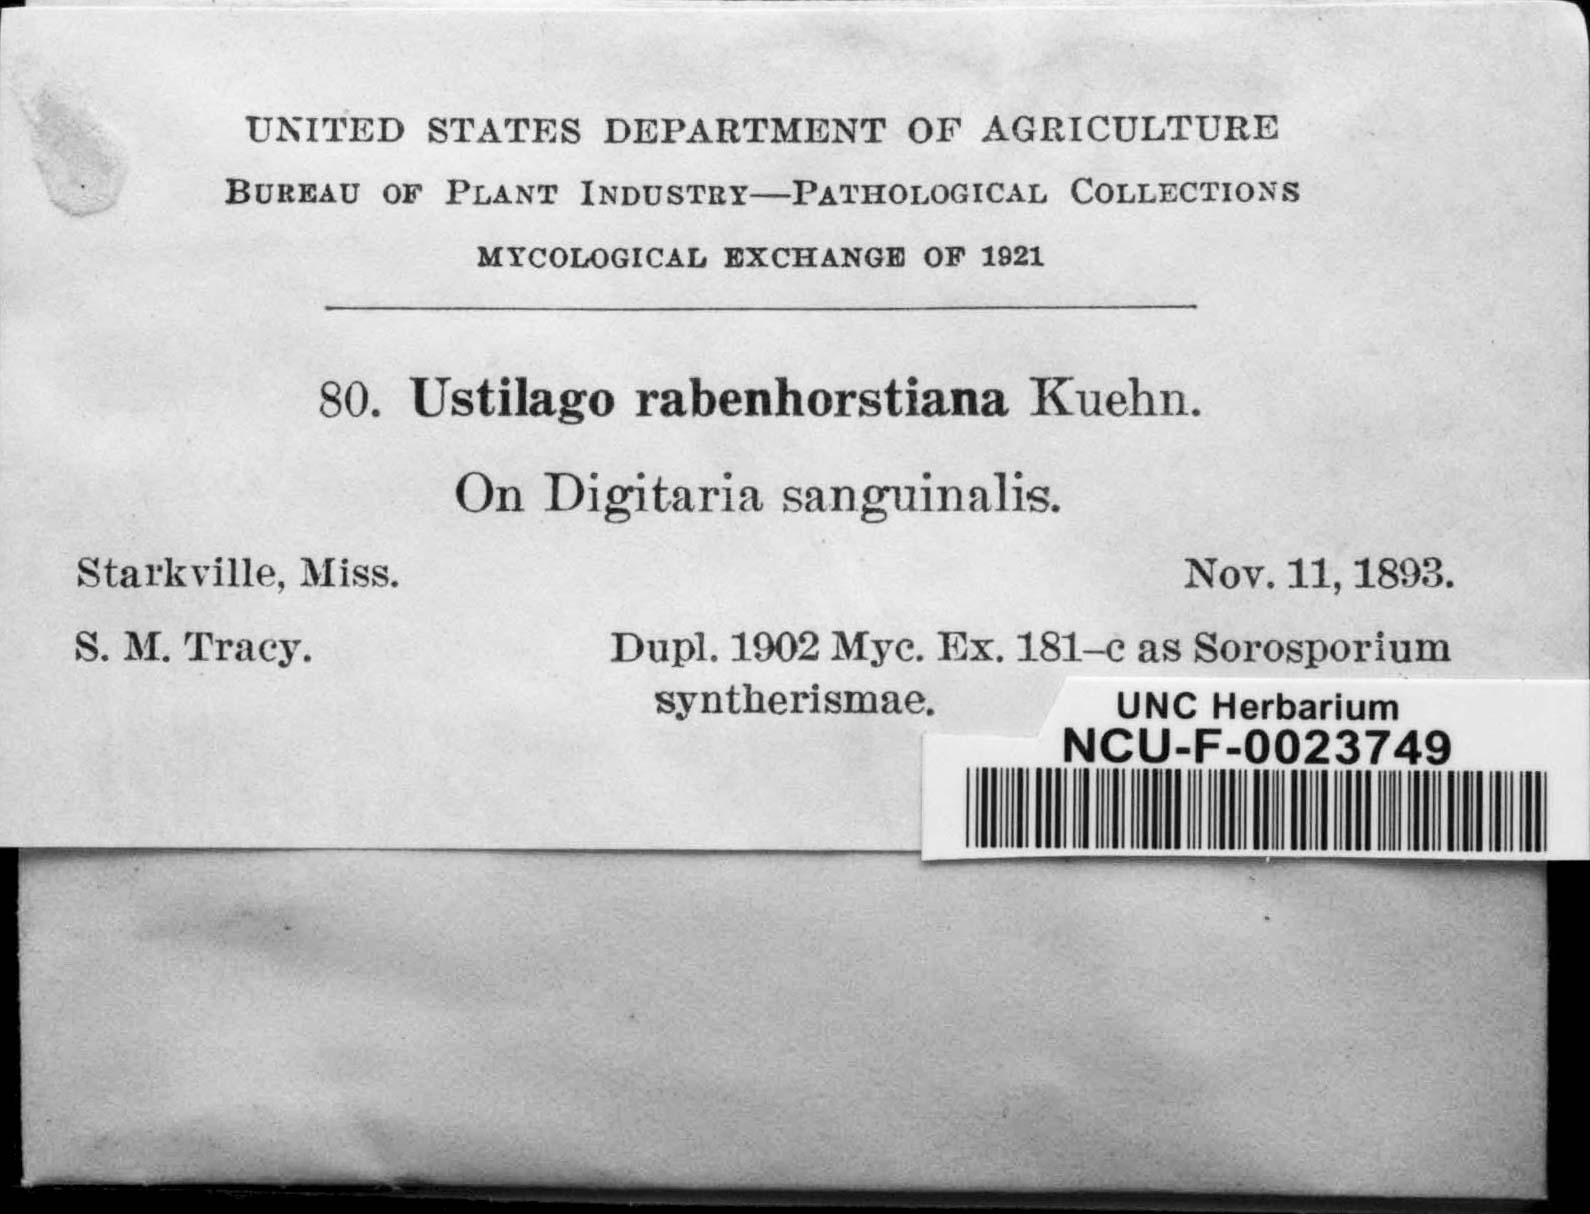 UNITED STATES DEPARTMENT OF AGRICULTURE
BUREAU OF PLANT INDUSTRY—PATHOLOGICAL COLLECTIONS
MYCOLOGICAL EXCHANGE OF 1921
80. Ustilago rabenhorstiana Kuehn.
On Digitaria sanguinalis.
Starkville, Miss. Nov. 11, 1893.
S. M. Tracy. Dupl. 1902 Myc. Ex. 181–c as Sorosporium
syntherismae.
UNC Herbarium
NCU-F-0023749